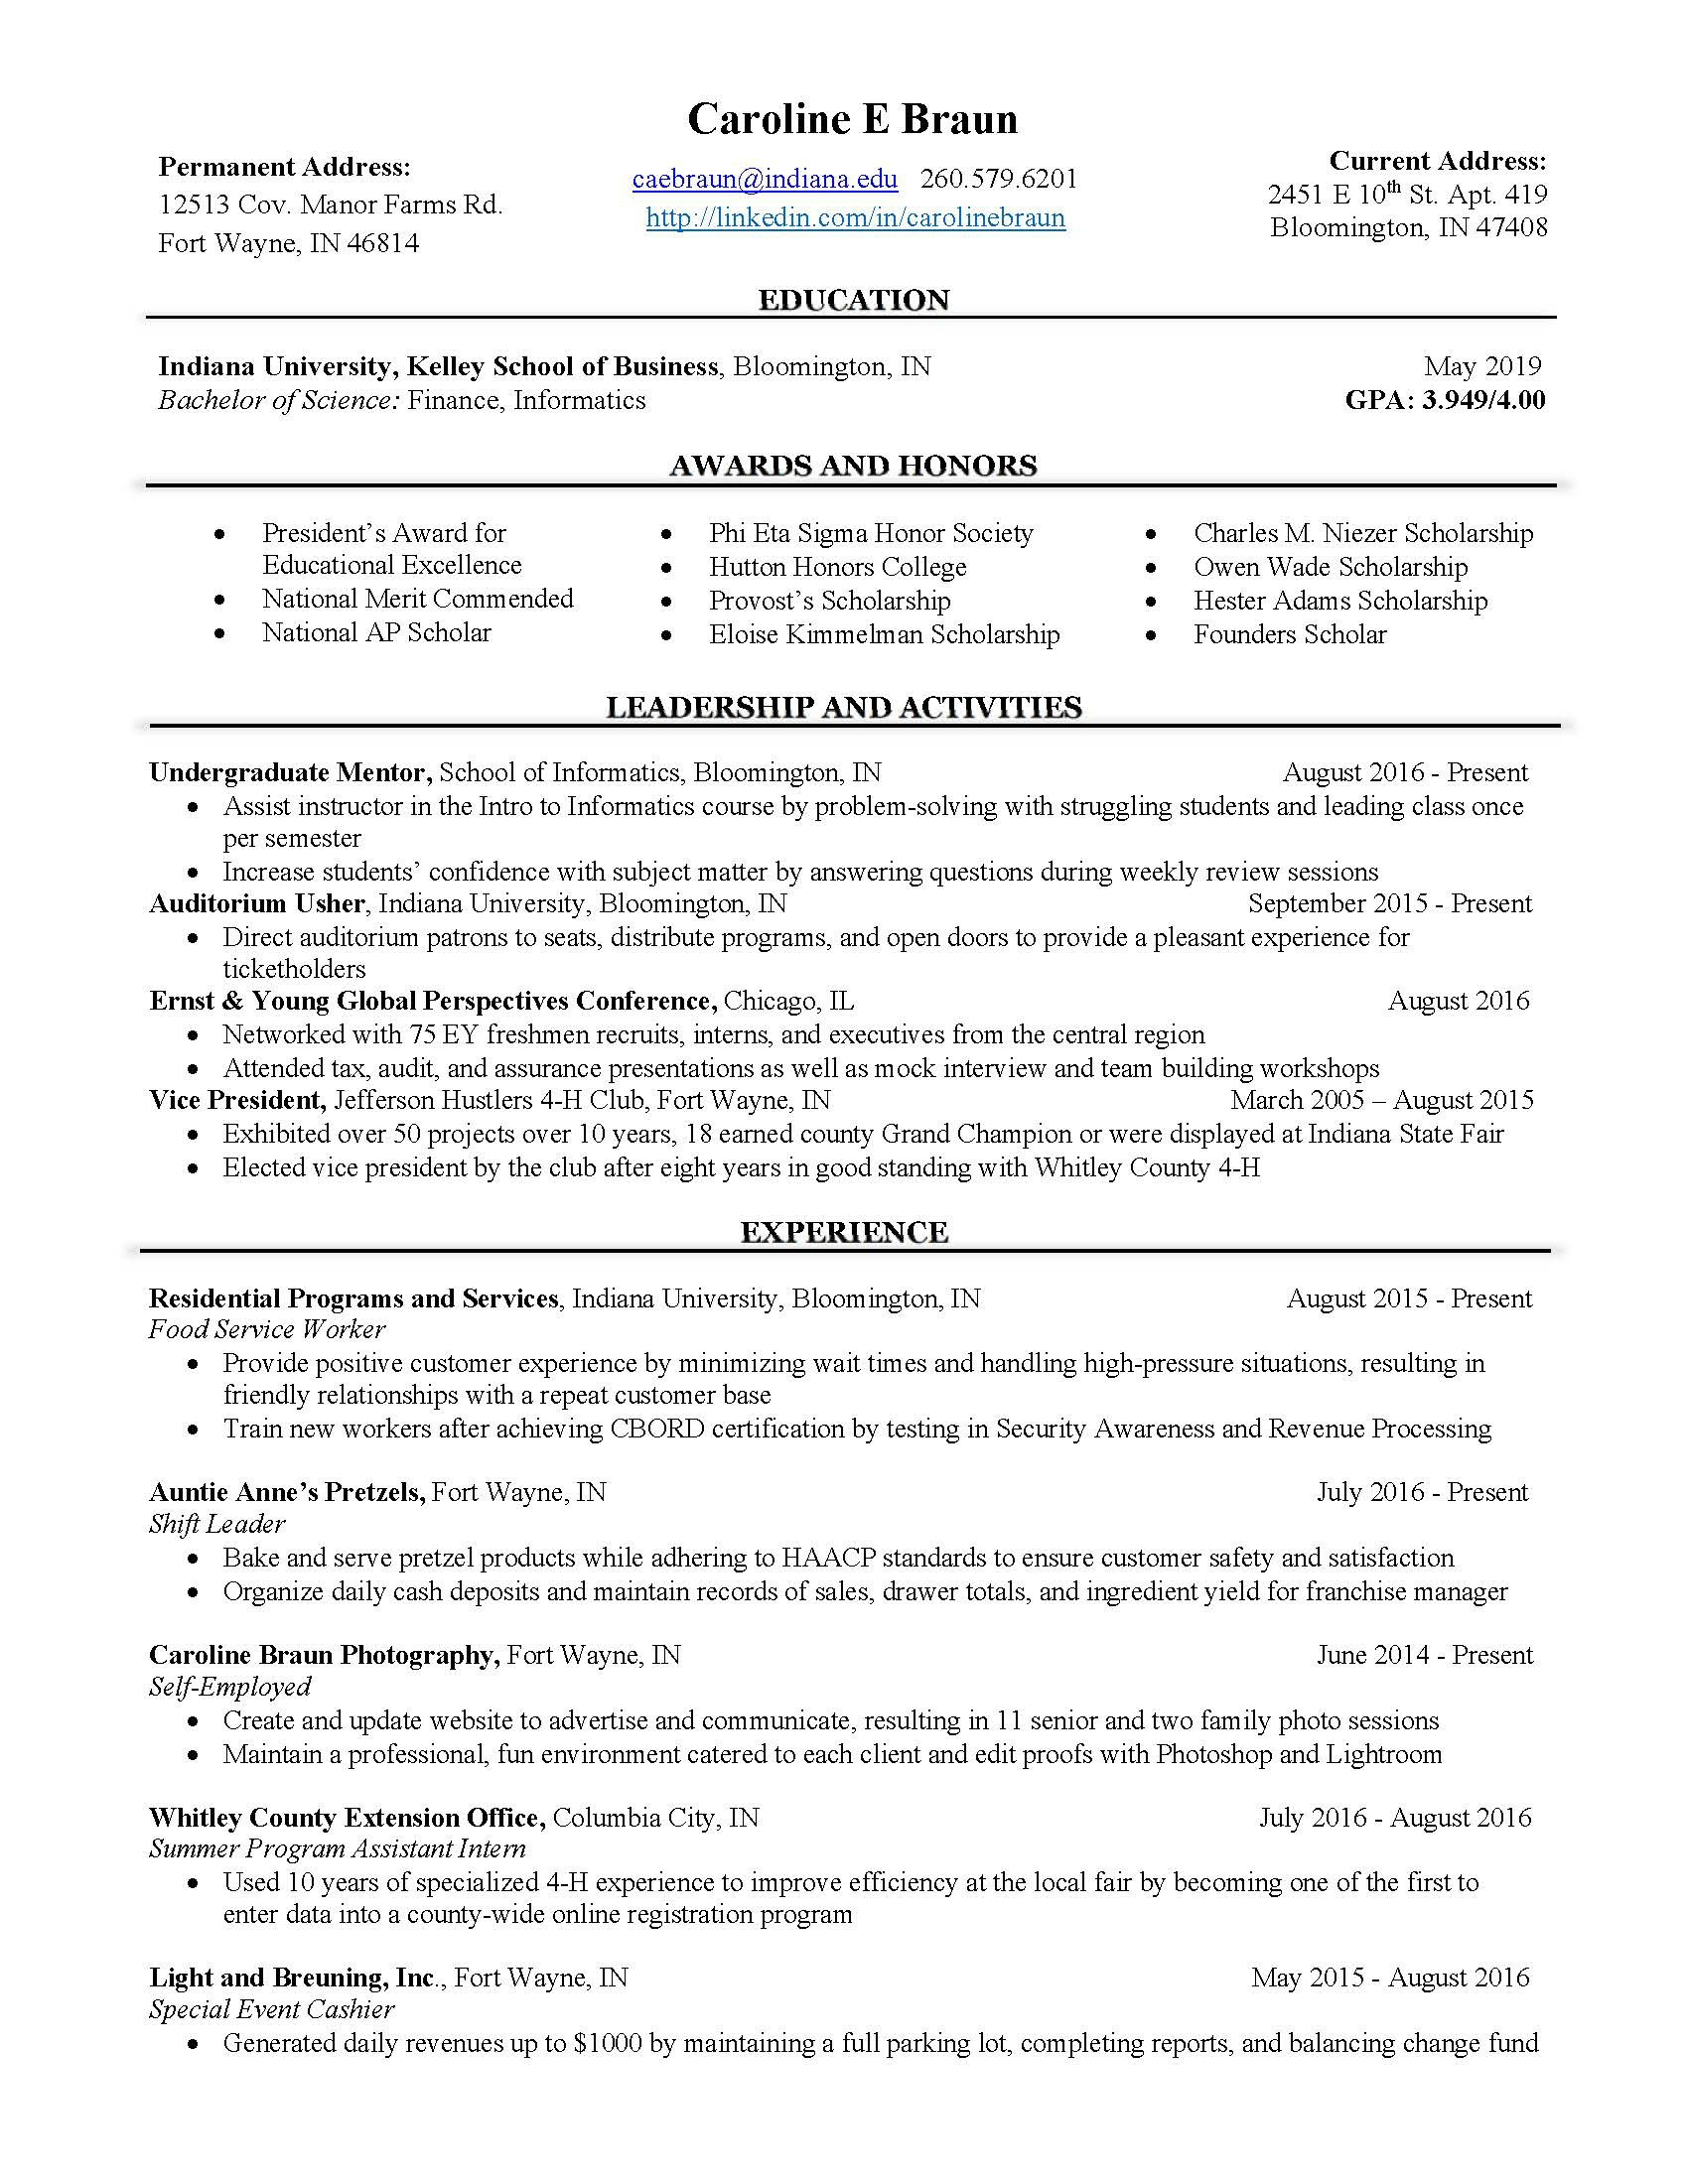 Caroline E Braun
Permanent Address:
12513 Cov. Manor Farms Rd.
Fort Wayne, IN 46814
caebraun@indiana.edu 260.579.6201
http://linkedin.com/in/carolinebraun
Current Address:
2451 E 10th St. Apt. 419
Bloomington, IN 47408
EDUCATION
Indiana University, Kelley School of Business, Bloomington, IN May 2019
Bachelor of Science: Finance, Informatics GPA: 3.949/4.00
AWARDS AND HONORS
• President’s Award for
Educational Excellence
• National Merit Commended
• National AP Scholar
• Phi Eta Sigma Honor Society
• Hutton Honors College
• Provost’s Scholarship
• Eloise Kimmelman Scholarship
• Charles M. Niezer Scholarship
• Owen Wade Scholarship
• Hester Adams Scholarship
• Founders Scholar
LEADERSHIP AND ACTIVITIES
Undergraduate Mentor, School of Informatics, Bloomington, IN August 2016 - Present
• Assist instructor in the Intro to Informatics course by problem-solving with struggling students and leading class once
per semester
• Increase students’ confidence with subject matter by answering questions during weekly review sessions
Auditorium Usher, Indiana University, Bloomington, IN September 2015 - Present
• Direct auditorium patrons to seats, distribute programs, and open doors to provide a pleasant experience for
ticketholders
Ernst & Young Global Perspectives Conference, Chicago, IL August 2016
• Networked with 75 EY freshmen recruits, interns, and executives from the central region
• Attended tax, audit, and assurance presentations as well as mock interview and team building workshops
Vice President, Jefferson Hustlers 4-H Club, Fort Wayne, IN March 2005 – August 2015
• Exhibited over 50 projects over 10 years, 18 earned county Grand Champion or were displayed at Indiana State Fair
• Elected vice president by the club after eight years in good standing with Whitley County 4-H
EXPERIENCE
Residential Programs and Services, Indiana University, Bloomington, IN August 2015 - Present
Food Service Worker
• Provide positive customer experience by minimizing wait times and handling high-pressure situations, resulting in
friendly relationships with a repeat customer base
• Train new workers after achieving CBORD certification by testing in Security Awareness and Revenue Processing
Auntie Anne’s Pretzels, Fort Wayne, IN July 2016 - Present
Shift Leader
• Bake and serve pretzel products while adhering to HAACP standards to ensure customer safety and satisfaction
• Organize daily cash deposits and maintain records of sales, drawer totals, and ingredient yield for franchise manager
Caroline Braun Photography, Fort Wayne, IN June 2014 - Present
Self-Employed
• Create and update website to advertise and communicate, resulting in 11 senior and two family photo sessions
• Maintain a professional, fun environment catered to each client and edit proofs with Photoshop and Lightroom
Whitley County Extension Office, Columbia City, IN July 2016 - August 2016
Summer Program Assistant Intern
• Used 10 years of specialized 4-H experience to improve efficiency at the local fair by becoming one of the first to
enter data into a county-wide online registration program
Light and Breuning, Inc., Fort Wayne, IN May 2015 - August 2016
Special Event Cashier
• Generated daily revenues up to $1000 by maintaining a full parking lot, completing reports, and balancing change fund